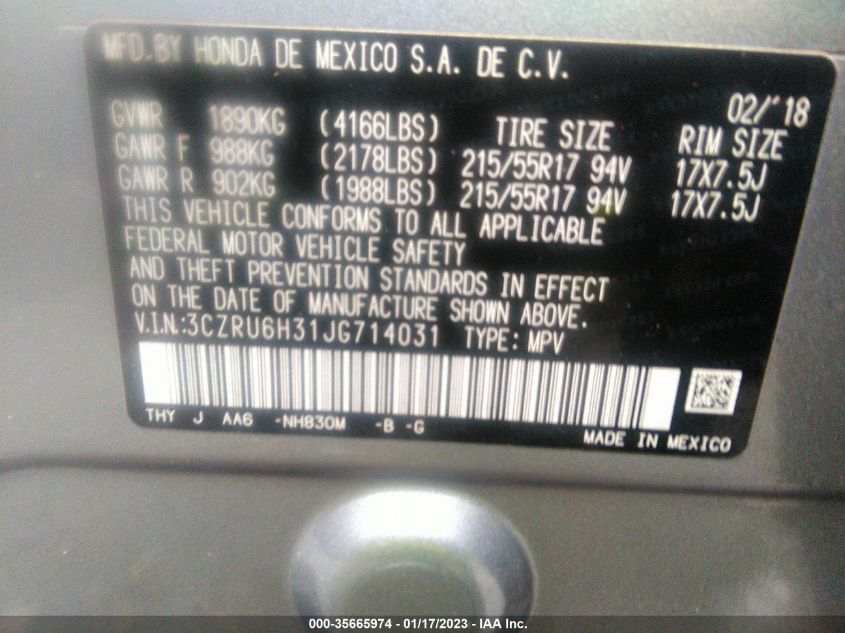 MFD. BY HONDA DE MEXICO S.A. DE C.V.
02/'18
GVWR 1890KG (4166LBS) TIRE SIZE RIM SIZE
GAWR F 988KG (2178LBS) 215/55R17 94V 17X7.5J
GAWR R 902KG (1988LBS) 215/55R17 94V 17X7.5J
THIS VEHICLE CONFORMS TO ALL APPLICABLE
FEDERAL MOTOR VEHICLE SAFETY
AND THEFT PREVENTION STANDARDS IN EFFECT
ON THE DATE OF MANUFACTURE SHOWN ABOVE.
V.I.N.:3CZRU6H31JG714031 TYPE: MPV
THY J AA6 -NH830M -B -G
MADE IN MEXICO
000-35665974 - 01/17/2023 - IAA Inc.